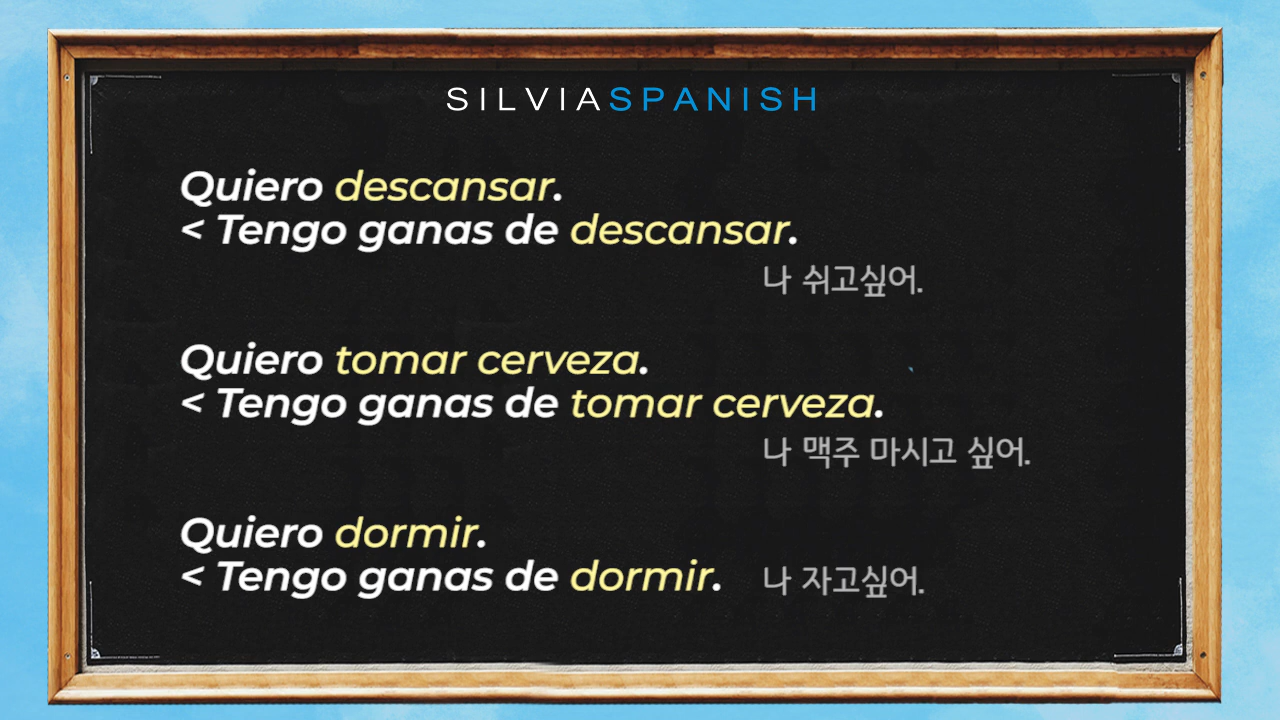 SILVIASPANISH
Quiero descansar.
< Tengo ganas de descansar.
나 쉬고싶어.
Quiero tomar cerveza.
< Tengo ganas de tomar cerveza.
나 맥주 마시고 싶어.
Quiero dormir.
< Tengo ganas de dormir. 나 자고싶어.